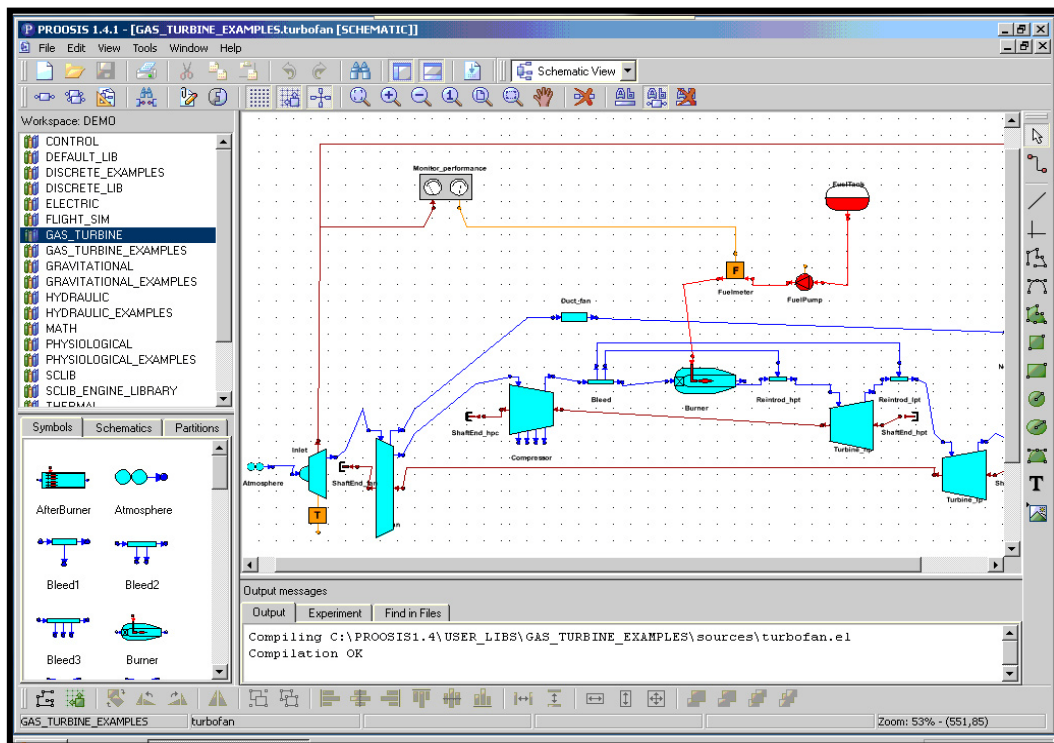 PROOSIS 1.4.1 - [GAS_TURBINE_EXAMPLES.turbofan [SCHEMATIC]]
File Edit View Tools Window Help
Schematic View
Workspace: DEMO
CONTROL
DEFAULT_LIB
DISCRETE_EXAMPLES
DISCRETE_LIB
ELECTRIC
FLIGHT_SIM
GAS_TURBINE
GAS_TURBINE_EXAMPLES
GRAVITATIONAL
GRAVITATIONAL_EXAMPLES
HYDRAULIC
HYDRAULIC_EXAMPLES
MATH
PHYSIOLOGICAL
PHYSIOLOGICAL_EXAMPLES
SCLIB
SCLIB_ENGINE_LIBRARY
THERMAL
Symbols Schematics Partitions
AfterBurner Atmosphere
Bleed1 Bleed2
Bleed3 Burner
Monitor_performance
FuelTank
F
Fuelmeter FuelPump
Duct_fan
Bleed Burner Reintrod_hpt Reintrod_lpt
ShaftEnd_hpc ShaftEnd_hpt
Compressor Turbine_hp
Inlet
Atmosphere ShaftEnd_fan
Turbine_lp
T
Output messages
Output Experiment Find in Files
Compiling C:\PROOSIS1.4\USER_LIBS\GAS_TURBINE_EXAMPLES\sources\turbofan.el
Compilation OK
GAS_TURBINE_EXAMPLES turbofan Zoom: 53% - (551,85)